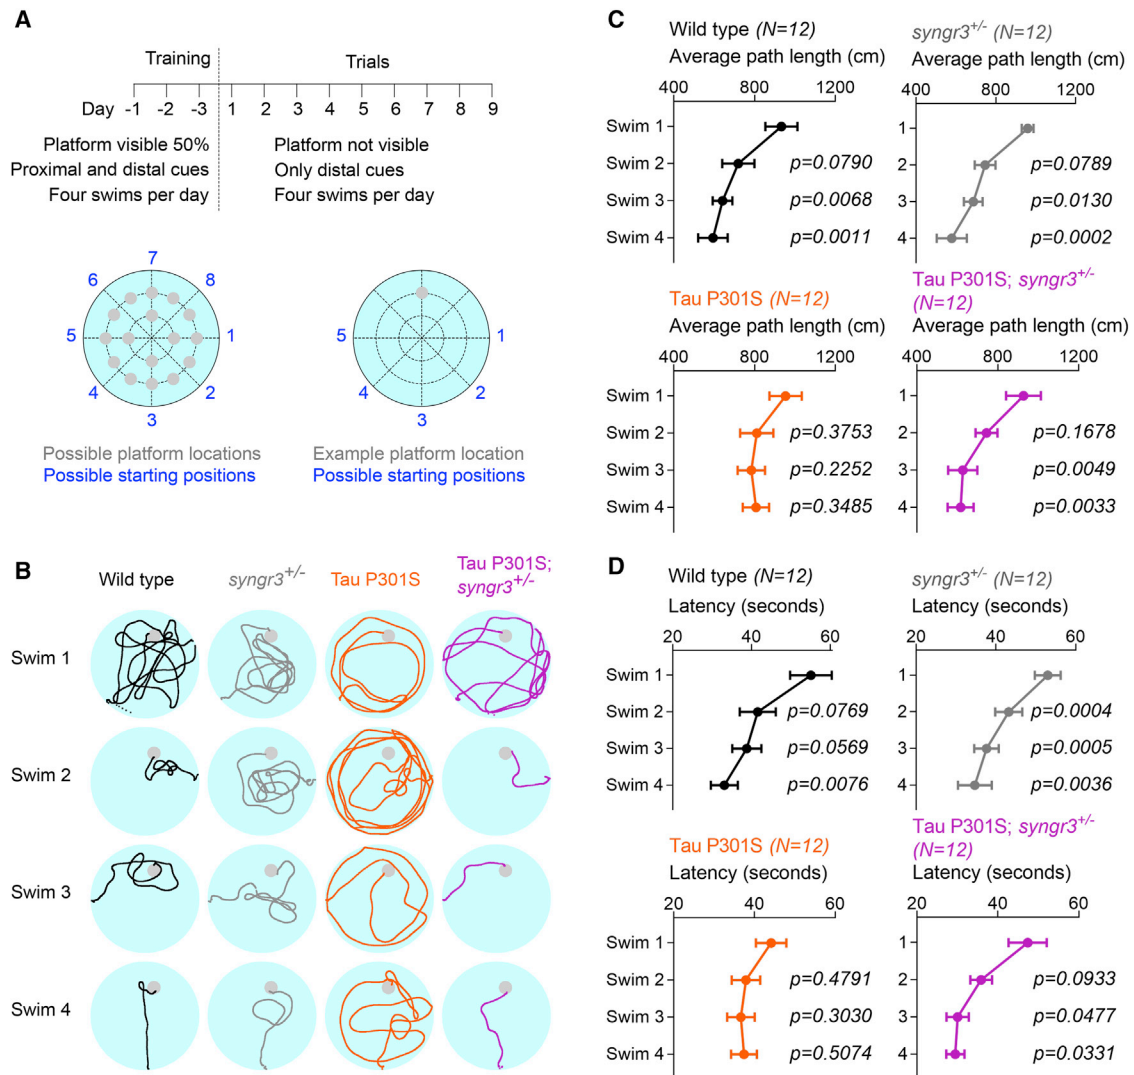 A
Training
Trials
Day -1 -2 -3 1 2 3 4 5 6 7 8 9
Platform visible 50%
Proximal and distal cues
Four swims per day
Platform not visible
Only distal cues
Four swims per day
7
6 8
5 1
4 2
3
Possible platform locations
Possible starting positions
5 1
4 2
3
Example platform location
Possible starting positions
B
Wild type
syngr3+/-
Tau P301S
Tau P301S;
syngr3+/-
Swim 1
Swim 2
Swim 3
Swim 4
C
Wild type (N=12)
Average path length (cm)
400 800 1200
Swim 1
Swim 2 p=0.0790
Swim 3 p=0.0068
Swim 4 p=0.0011
syngr3+/- (N=12)
Average path length (cm)
400 800 1200
1
2 p=0.0789
3 p=0.0130
4 p=0.0002
Tau P301S (N=12)
Average path length (cm)
400 800 1200
Swim 1
Swim 2 p=0.3753
Swim 3 p=0.2252
Swim 4 p=0.3485
Tau P301S; syngr3+/-
(N=12)
Average path length (cm)
400 800 1200
1
2 p=0.1678
3 p=0.0049
4 p=0.0033
D
Wild type (N=12)
Latency (seconds)
20 40 60
Swim 1
Swim 2 p=0.0769
Swim 3 p=0.0569
Swim 4 p=0.0076
syngr3+/- (N=12)
Latency (seconds)
20 40 60
1
2 p=0.0004
3 p=0.0005
4 p=0.0036
Tau P301S (N=12)
Latency (seconds)
20 40 60
Swim 1
Swim 2 p=0.4791
Swim 3 p=0.3030
Swim 4 p=0.5074
Tau P301S; syngr3+/-
(N=12)
Latency (seconds)
20 40 60
1
2 p=0.0933
3 p=0.0477
4 p=0.0331